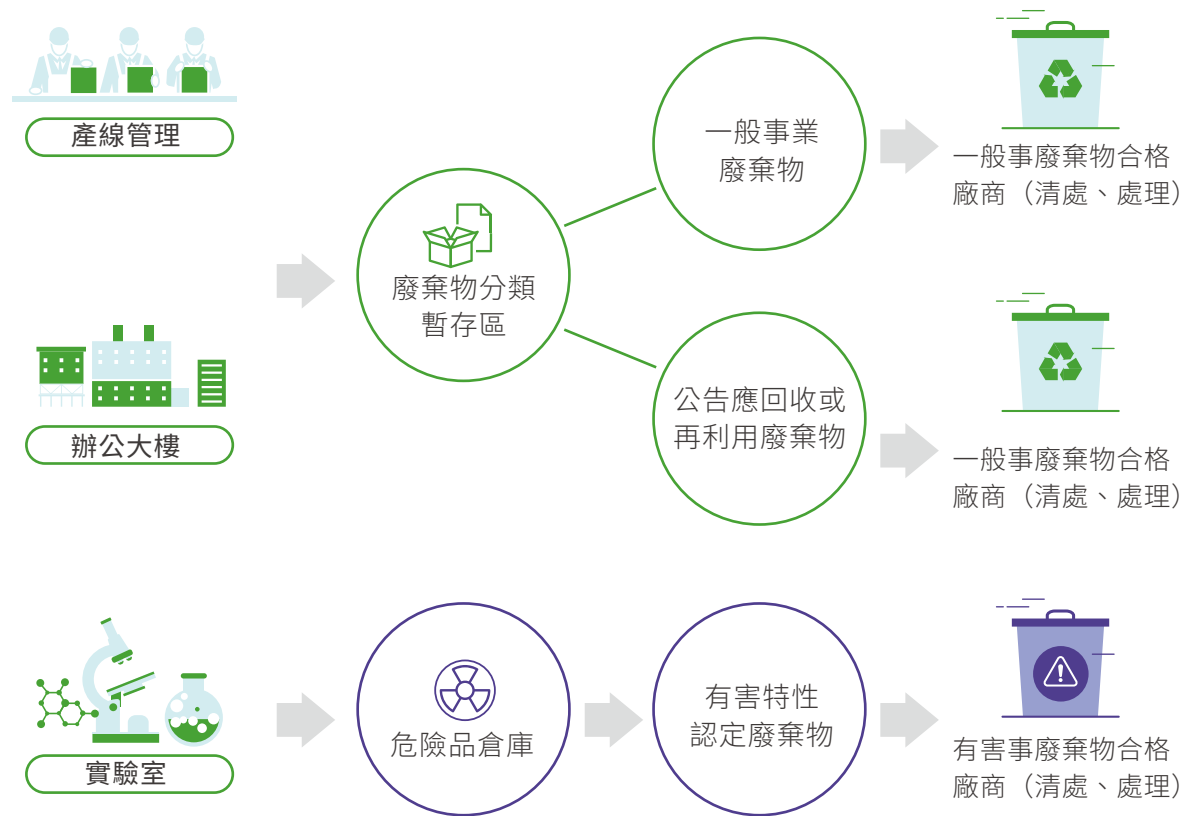 產線管理
一般事業
廢棄物
一般事廢棄物合格
廠商（清處、處理）
廢棄物分類
暫存區
辦公大樓
公告應回收或
再利用廢棄物
一般事廢棄物合格
廠商（清處、處理）
實驗室
危險品倉庫
有害特性
認定廢棄物
有害事廢棄物合格
廠商（清處、處理）